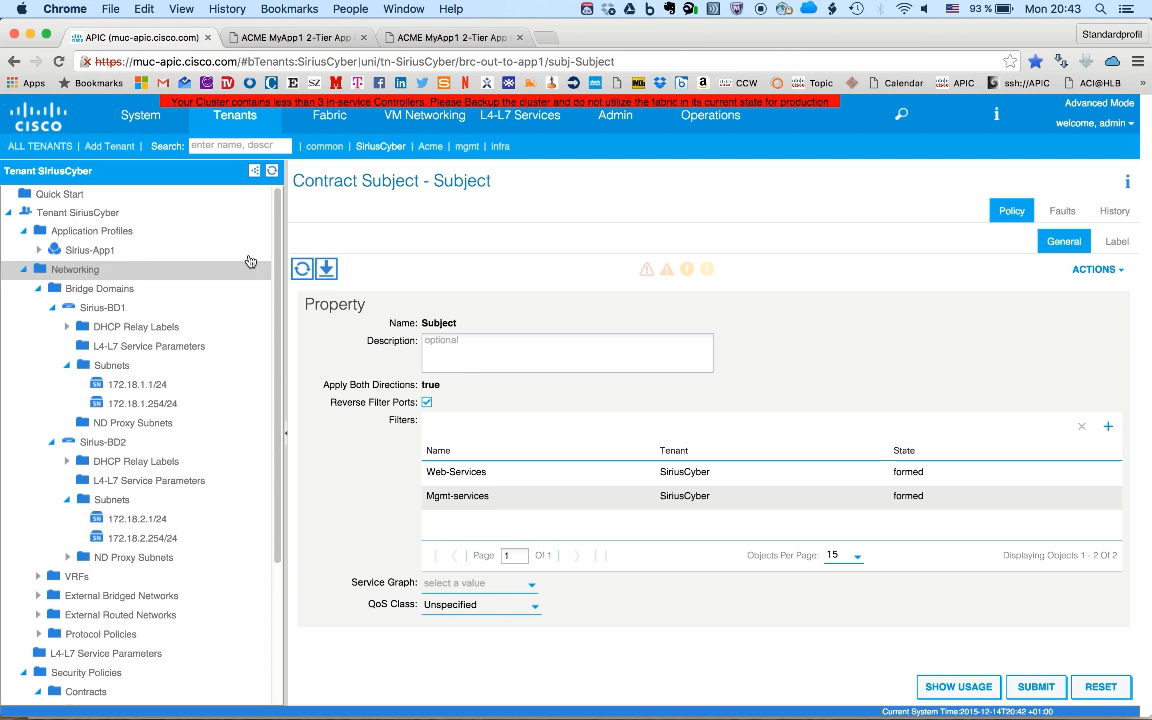 Chrome File Edit View History Bookmarks People Window Help 93 % Mon 20:43
APIC (muc-apic.cisco.com) × ACME MyApp1 2-Tier App × ACME MyApp1 2-Tier App × Standardprofil
https://muc-apic.cisco.com/#bTenants:SiriusCyber|uni/tn-SiriusCyber/brc-out-to-app1/subj-Subject
Apps Bookmarks CCW Topic Calendar APIC ssh://APIC ACI@HLB »
Your Cluster contains less than 3 in-service Controllers. Please Backup the cluster and do not utilize the fabric in its current state for production.
Advanced Mode
CISCO System Tenants Fabric VM Networking L4-L7 Services Admin Operations
welcome, admin
ALL TENANTS | Add Tenant | Search: enter name, descr | common | SiriusCyber | Acme | mgmt | infra
Tenant SiriusCyber
Quick Start
Tenant SiriusCyber
Application Profiles
Sirius-App1
Networking
Bridge Domains
Sirius-BD1
DHCP Relay Labels
L4-L7 Service Parameters
Subnets
172.18.1.1/24
172.18.1.254/24
ND Proxy Subnets
Sirius-BD2
DHCP Relay Labels
L4-L7 Service Parameters
Subnets
172.18.2.1/24
172.18.2.254/24
ND Proxy Subnets
VRFs
External Bridged Networks
External Routed Networks
Protocol Policies
L4-L7 Service Parameters
Security Policies
Contracts
Contract Subject - Subject
Policy Faults History
General Label
ACTIONS
Property
Name: Subject
Description: optional
Apply Both Directions: true
Reverse Filter Ports:
Filters:
Name Tenant State
Web-Services SiriusCyber formed
Mgmt-services SiriusCyber formed
Page 1 Of 1 Objects Per Page: 15 Displaying Objects 1 - 2 Of 2
Service Graph: select a value
QoS Class: Unspecified
SHOW USAGE SUBMIT RESET
Current System Time:2015-12-14T20:42 +01:00